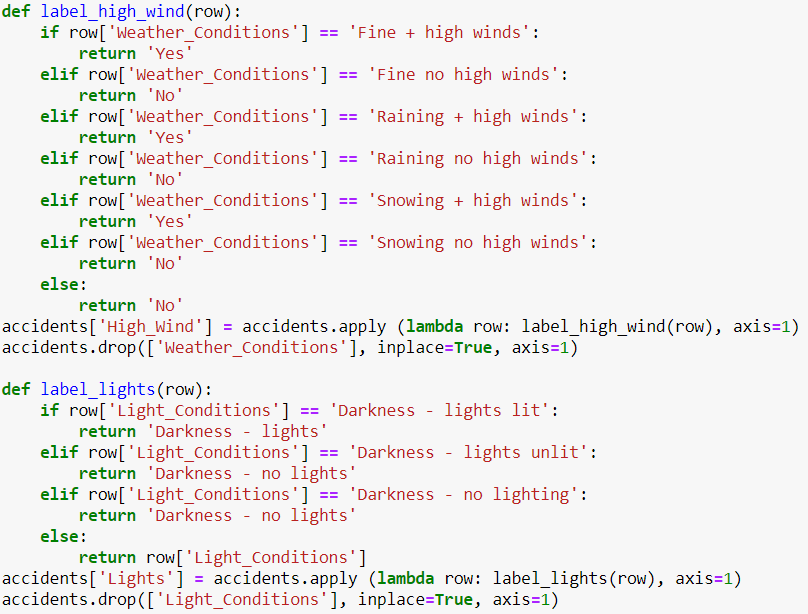 def label_high_wind(row):
    if row['Weather_Conditions'] == 'Fine + high winds':
        return 'Yes'
    elif row['Weather_Conditions'] == 'Fine no high winds':
        return 'No'
    elif row['Weather_Conditions'] == 'Raining + high winds':
        return 'Yes'
    elif row['Weather_Conditions'] == 'Raining no high winds':
        return 'No'
    elif row['Weather_Conditions'] == 'Snowing + high winds':
        return 'Yes'
    elif row['Weather_Conditions'] == 'Snowing no high winds':
        return 'No'
    else:
        return 'No'
accidents['High_Wind'] = accidents.apply (lambda row: label_high_wind(row), axis=1)
accidents.drop(['Weather_Conditions'], inplace=True, axis=1)

def label_lights(row):
    if row['Light_Conditions'] == 'Darkness - lights lit':
        return 'Darkness - lights'
    elif row['Light_Conditions'] == 'Darkness - lights unlit':
        return 'Darkness - no lights'
    elif row['Light_Conditions'] == 'Darkness - no lighting':
        return 'Darkness - no lights'
    else:
        return row['Light_Conditions']
accidents['Lights'] = accidents.apply (lambda row: label_lights(row), axis=1)
accidents.drop(['Light_Conditions'], inplace=True, axis=1)